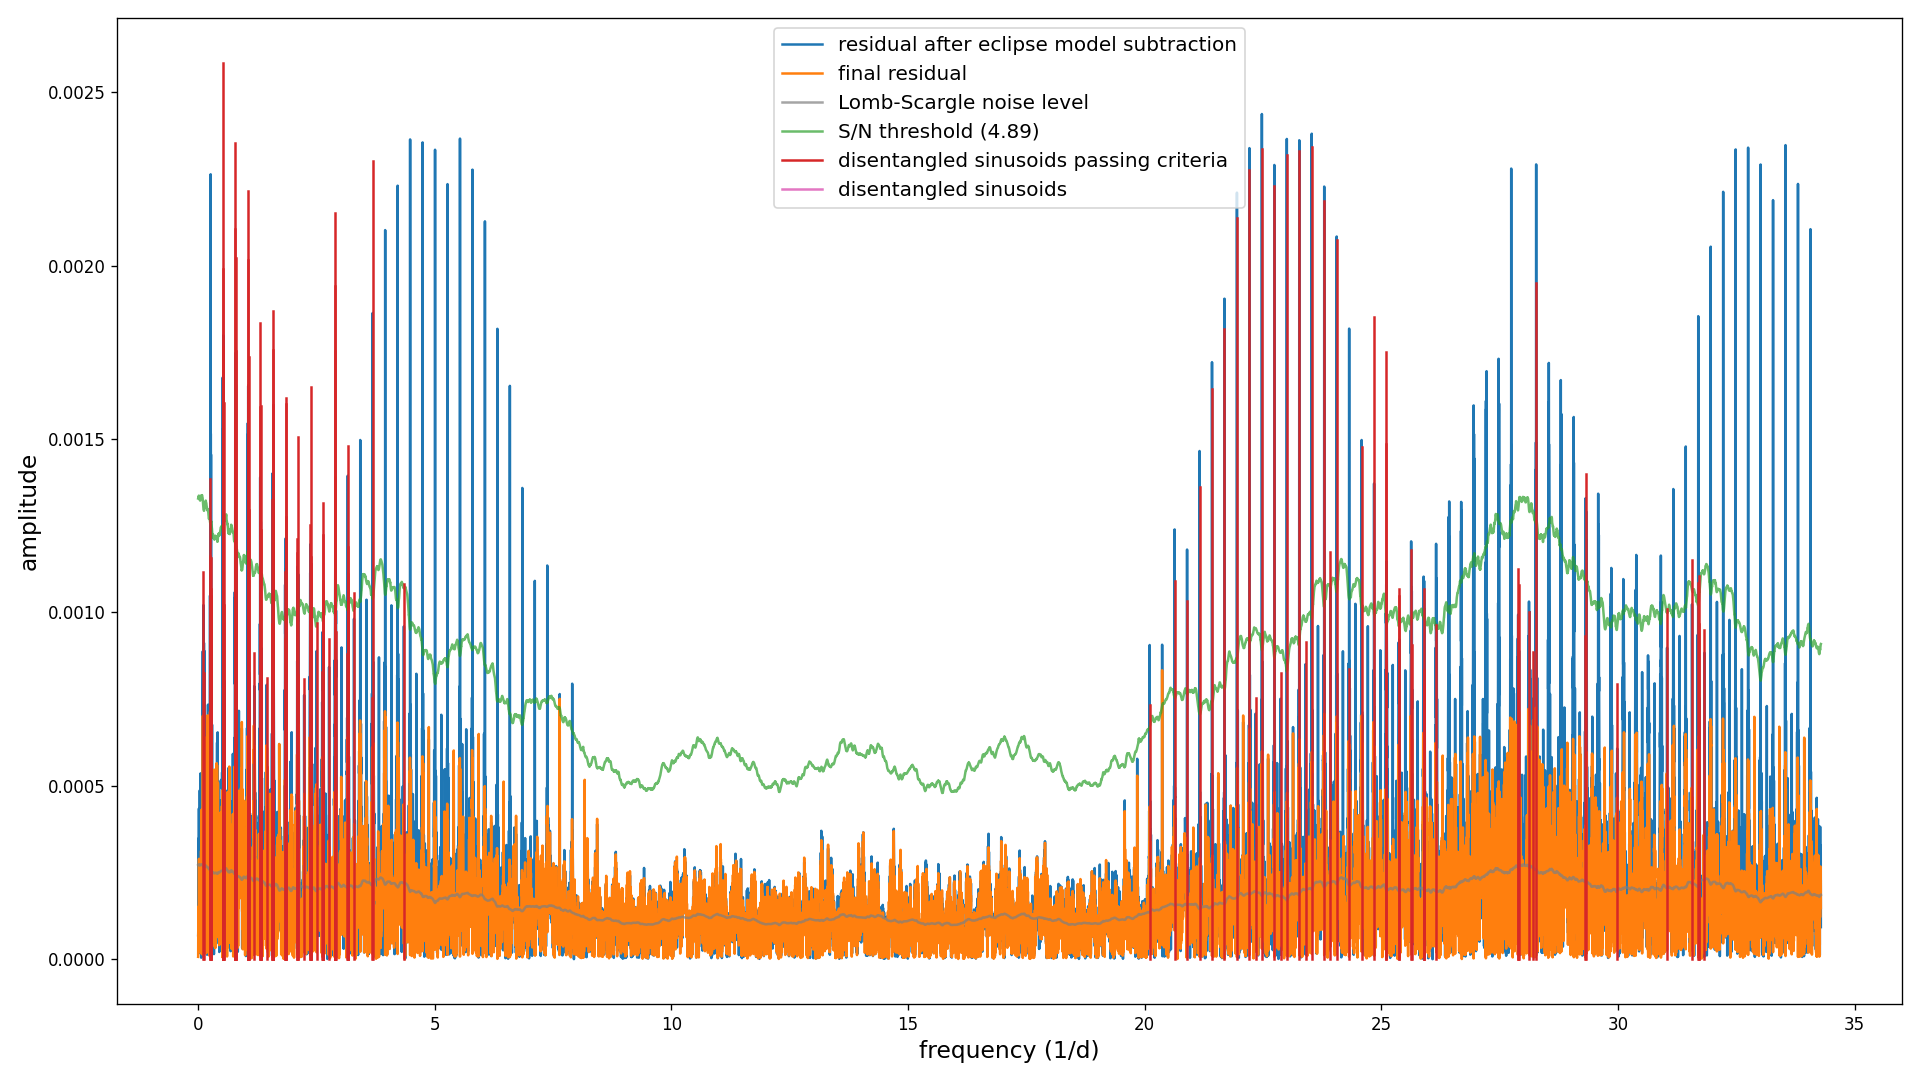 residual after eclipse model subtraction
final residual
Lomb-Scargle noise level
S/N threshold (4.89)
disentangled sinusoids passing criteria
disentangled sinusoids
0.0025
0.0020
0.0015
0.0010
0.0005
0.0000
amplitude
0 5 10 15 20 25 30 35
frequency (1/d)